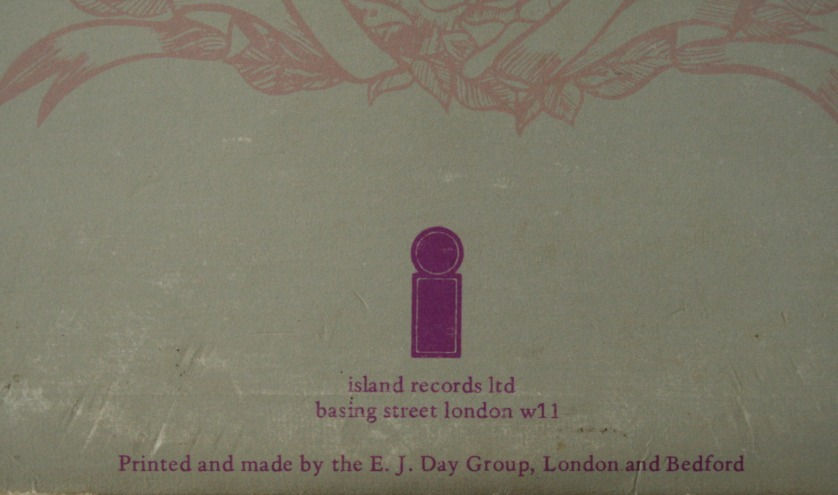 island records ltd
basing street london w11
Printed and made by the E. J. Day Group, London and Bedford